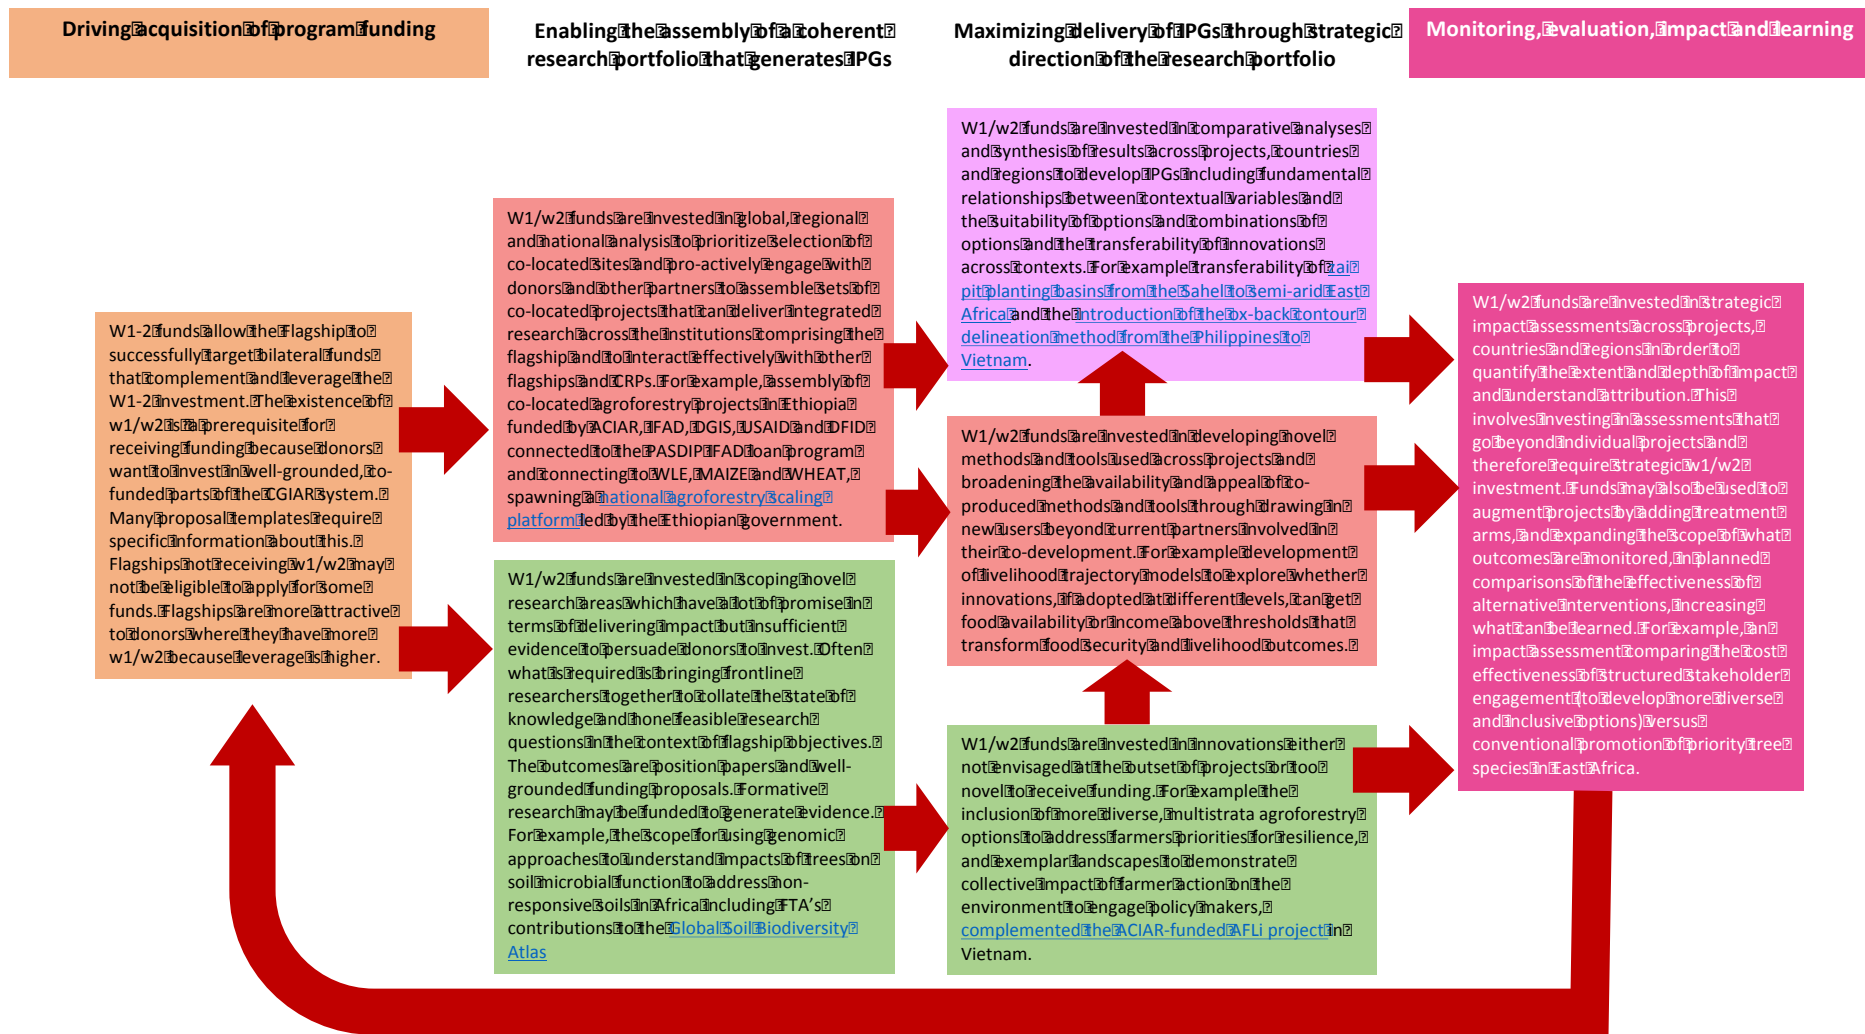 Driving acquisition of program funding
Enabling the assembly of a coherent
research portfolio that generates IPGs
Maximizing delivery of IPGs through strategic
direction of the research portfolio
Monitoring, evaluation, impact and learning
W1-2 funds allow the Flagship to
successfully target bilateral funds
that complement and leverage the
W1-2 investment. The existence of
w1/w2 is a prerequisite for
receiving funding because donors
want to invest in well-grounded, co-
funded parts of the CGIAR system.
Many proposal templates require
specific information about this.
Flagships not receiving w1/w2 may
not be eligible to apply for some
funds. Flagships are more attractive
to donors where they have more
w1/w2 because leverage is higher.
W1/w2 funds are invested in global, regional
and national analysis to prioritize selection of
co-located sites and pro-actively engage with
donors and other partners to assemble sets of
co-located projects that can deliver integrated
research across the institutions comprising the
flagship and to interact effectively with other
flagships and CRPs. For example, assembly of
co-located agroforestry projects in Ethiopia
funded by ACIAR, IFAD, DGIS, USAID and DFID
connected to the PASDIP IFAD loan program
and connecting to WLE, MAIZE and WHEAT,
spawning a national agroforestry scaling
platform led by the Ethiopian government.
W1/w2 funds are invested in scoping novel
research areas which have a lot of promise in
terms of delivering impact but insufficient
evidence to persuade donors to invest. Often
what is required is bringing frontline
researchers together to collate the state of
knowledge and hone feasible research
questions in the context of flagship objectives.
The outcomes are position papers and well-
grounded funding proposals. Formative
research may be funded to generate evidence.
For example, the scope for using genomic
approaches to understand impacts of trees on
soil microbial function to address non-
responsive soils in Africa including FTA's
contributions to the Global Soil Biodiversity
Atlas
W1/w2 funds are invested in comparative analyses
and synthesis of results across projects, countries
and regions to develop IPGs including fundamental
relationships between contextual variables and
the suitability of options and combinations of
options and the transferability of innovations
across contexts. For example transferability of zai
pit planting basins from the Sahel to semi-arid East
Africa and the introduction of the ox-back contour
delineation method from the Philippines to
Vietnam.
W1/w2 funds are invested in developing novel
methods and tools used across projects and
broadening the availability and appeal of co-
produced methods and tools through drawing in
new users beyond current partners involved in
their co-development. For example development
of livelihood trajectory models to explore whether
innovations, if adopted at different levels, can get
food availability or income above thresholds that
transform food security and livelihood outcomes.
W1/w2 funds are invested in innovations either
not envisaged at the outset of projects or too
novel to receive funding. For example the
inclusion of more diverse, multistrata agroforestry
options to address farmers priorities for resilience,
and exemplar landscapes to demonstrate
collective impact of farmer action on the
environment to engage policy makers,
complemented the ACIAR-funded AFLi project in
Vietnam.
W1/w2 funds are invested in strategic
impact assessments across projects,
countries and regions in order to
quantify the extent and depth of impact
and understand attribution. This
involves investing in assessments that
go beyond individual projects and
therefore require strategic w1/w2
investment. Funds may also be used to
augment projects by adding treatment
arms, and expanding the scope of what
outcomes are monitored, in planned
comparisons of the effectiveness of
alternative interventions, increasing
what can be learned. For example, an
impact assessment comparing the cost
effectiveness of structured stakeholder
engagement (to develop more diverse
and inclusive options) versus
conventional promotion of priority tree
species in East Africa.